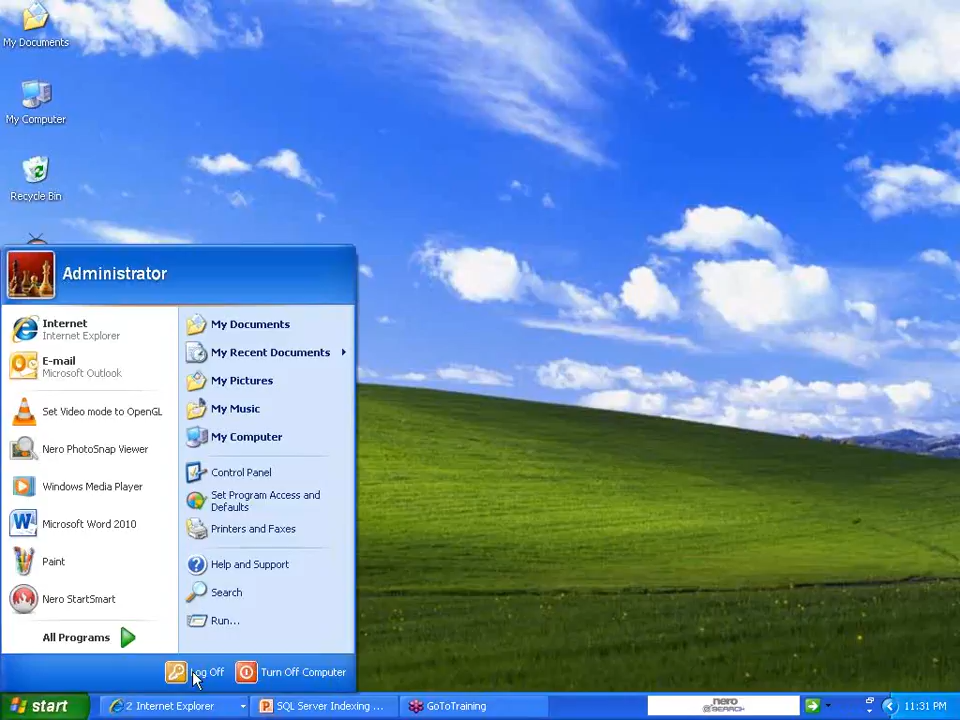 My Documents
My Computer
Recycle Bin
Administrator
Internet
Internet Explorer
E-mail
Microsoft Outlook
Set Video mode to OpenGL
Nero PhotoSnap Viewer
Windows Media Player
Microsoft Word 2010
Paint
Nero StartSmart
All Programs
My Documents
My Recent Documents
My Pictures
My Music
My Computer
Control Panel
Set Program Access and
Defaults
Printers and Faxes
Help and Support
Search
Run...
Log Off
Turn Off Computer
start
2 Internet Explorer
SQL Server Indexing ...
GoToTraining
nero
SEARCH
11:31 PM